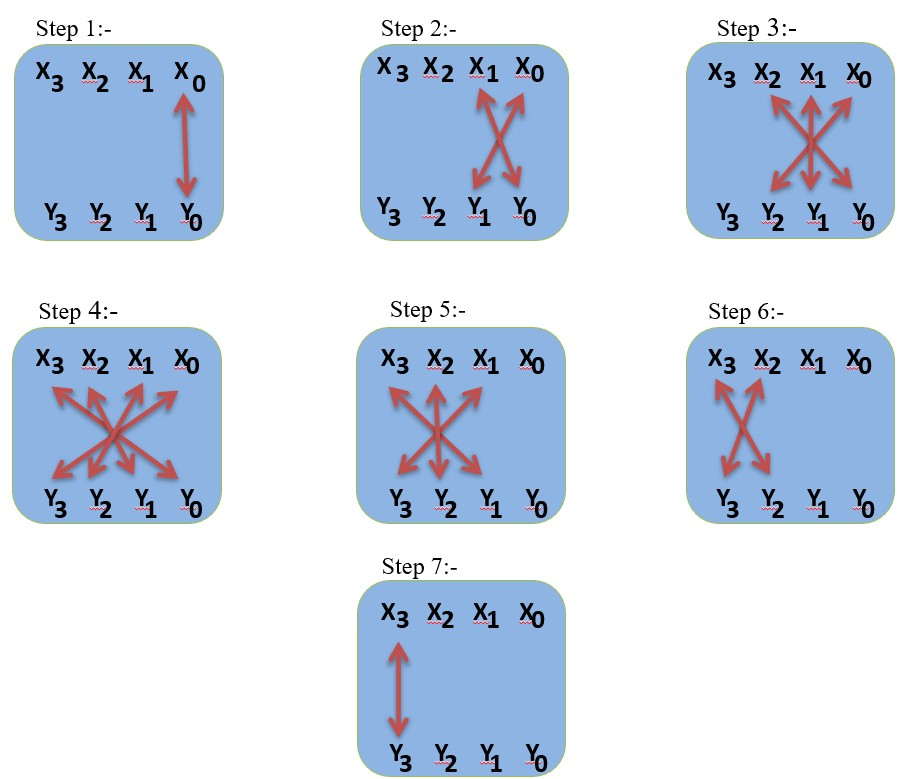 Step 1:-
X3 X2 X1 X0
Y3 Y2 Y1 Y0
Step 2:-
X3 X2 X1 X0
Y3 Y2 Y1 Y0
Step 3:-
X3 X2 X1 X0
Y3 Y2 Y1 Y0
Step 4:-
X3 X2 X1 X0
Y3 Y2 Y1 Y0
Step 5:-
X3 X2 X1 X0
Y3 Y2 Y1 Y0
Step 6:-
X3 X2 X1 X0
Y3 Y2 Y1 Y0
Step 7:-
X3 X2 X1 X0
Y3 Y2 Y1 Y0